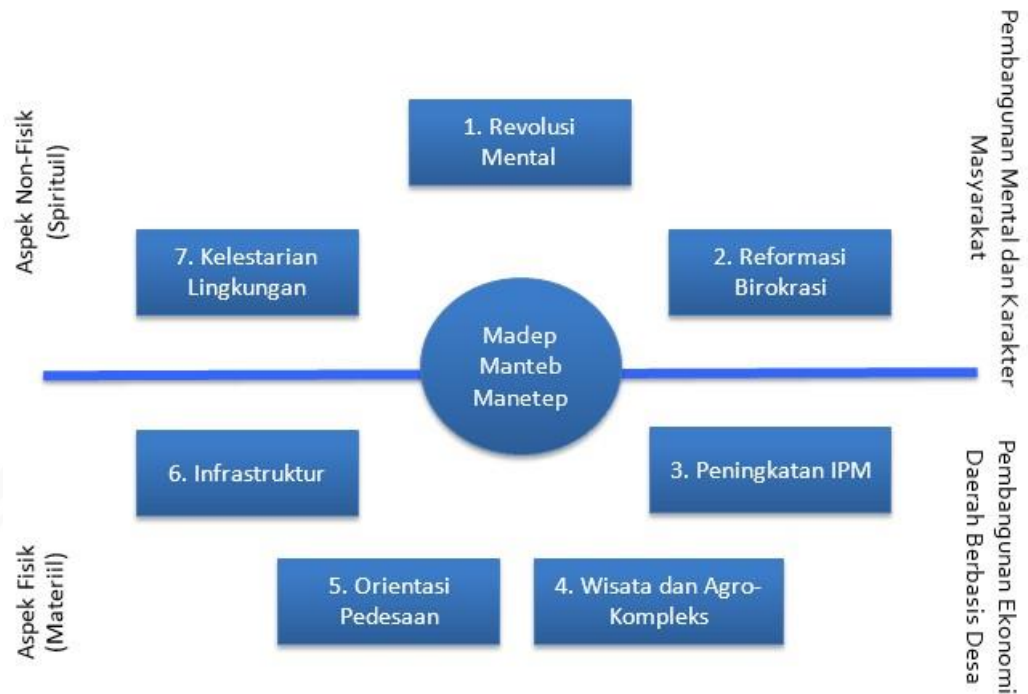 Aspek Non-Fisik
(Spirituil)
Pembangunan Mental dan Karakter
Masyarakat
1. Revolusi
Mental
7. Kelestarian
Lingkungan
2. Reformasi
Birokrasi
Madep
Manteb
Manetep
6. Infrastruktur
3. Peningkatan IPM
5. Orientasi
Pedesaan
4. Wisata dan Agro-
Kompleks
Aspek Fisik
(Materiil)
Pembangunan Ekonomi
Daerah Berbasis Desa